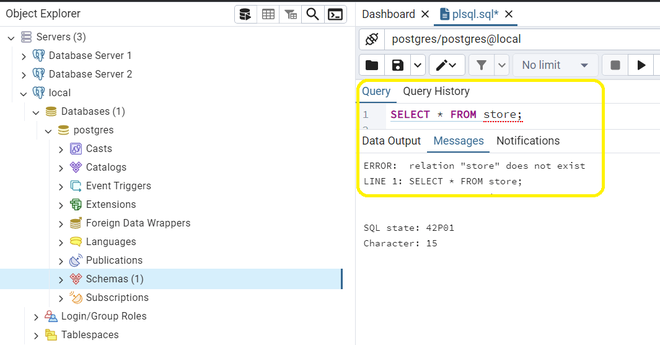 Object Explorer
Servers (3)
Database Server 1
Database Server 2
local
Databases (1)
postgres
Casts
Catalogs
Event Triggers
Extensions
Foreign Data Wrappers
Languages
Publications
Schemas (1)
Subscriptions
Login/Group Roles
Tablespaces
Dashboard
plsql.sql*
postgres/postgres@local
No limit
Query
Query History
1 SELECT * FROM store;
Data Output
Messages
Notifications
ERROR: relation "store" does not exist
LINE 1: SELECT * FROM store;
SQL state: 42P01
Character: 15